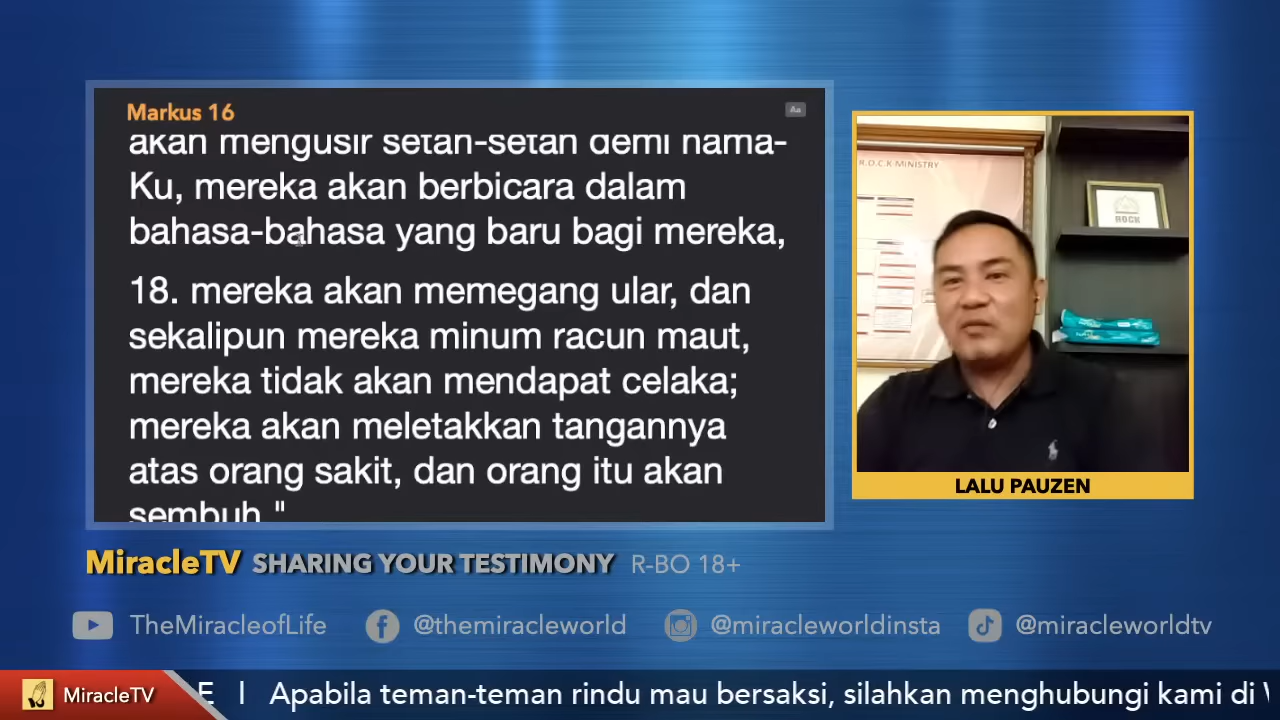 Markus 16
Aa
akan mengusir setan-setan demi nama-
Ku, mereka akan berbicara dalam
bahasa-bahasa yang baru bagi mereka,
18. mereka akan memegang ular, dan
sekalipun mereka minum racun maut,
mereka tidak akan mendapat celaka;
mereka akan meletakkan tangannya
atas orang sakit, dan orang itu akan
sembuh."
R.O.C.K MINISTRY
ROCK
LALU PAUZEN
MiracleTV SHARING YOUR TESTIMONY R-BO 18+
TheMiracleofLife @themiracleworld @miracleworldinsta @miracleworldtv
MiracleTV E | Apabila teman-teman rindu mau bersaksi, silahkan menghubungi kami di